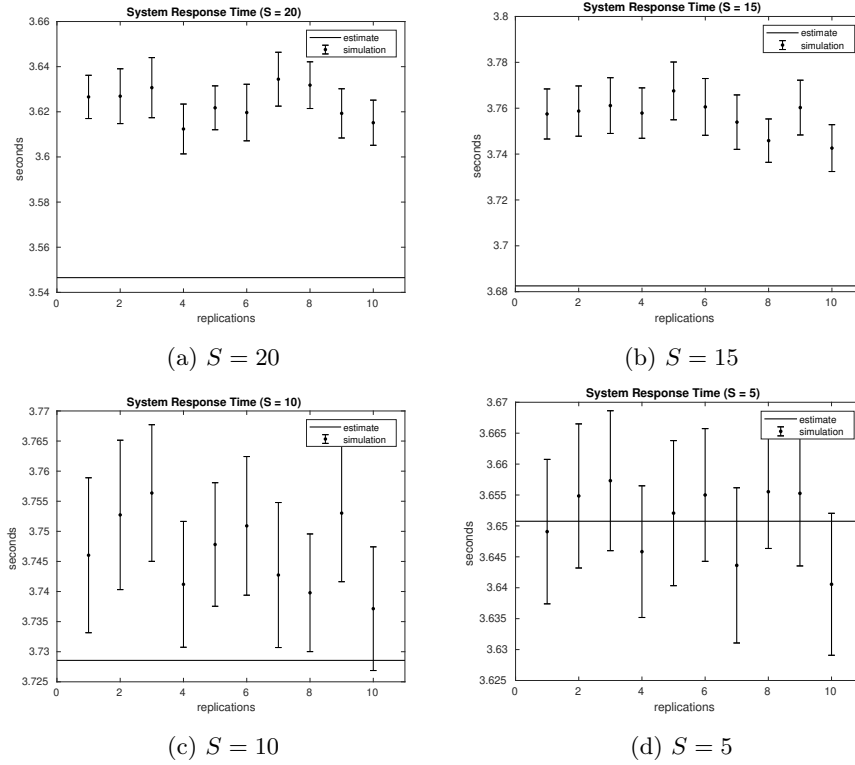 System Response Time (S = 20)
3.66
3.64
3.62
3.6
3.58
3.56
3.54
seconds
0 2 4 6 8 10
replications
estimate
simulation
(a) S = 20
System Response Time (S = 15)
3.8
3.78
3.76
3.74
3.72
3.7
3.68
seconds
0 2 4 6 8 10
replications
estimate
simulation
(b) S = 15
System Response Time (S = 10)
3.77
3.765
3.76
3.755
3.75
3.745
3.74
3.735
3.73
3.725
seconds
0 2 4 6 8 10
replications
estimate
simulation
(c) S = 10
System Response Time (S = 5)
3.67
3.665
3.66
3.655
3.65
3.645
3.64
3.635
3.63
3.625
seconds
0 2 4 6 8 10
replications
estimate
simulation
(d) S = 5